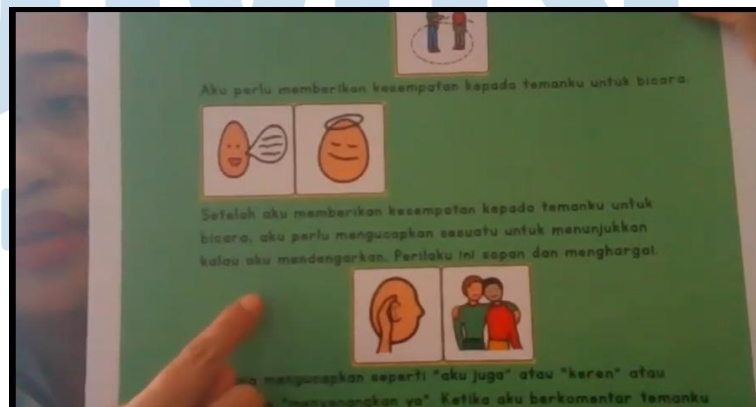 Aku perlu memberikan kesempatan kepada temanku untuk bicara.
Setelah aku memberikan kesempatan kepada temanku untuk
bicara, aku perlu mengucapkan sesuatu untuk menunjukkan
kalau aku mendengarkan. Perilaku ini sopan dan menghargai.
mengucapkan seperti "aku juga" atau "keren" atau
"menyenangkan ya". Ketika aku berkomentar temanku